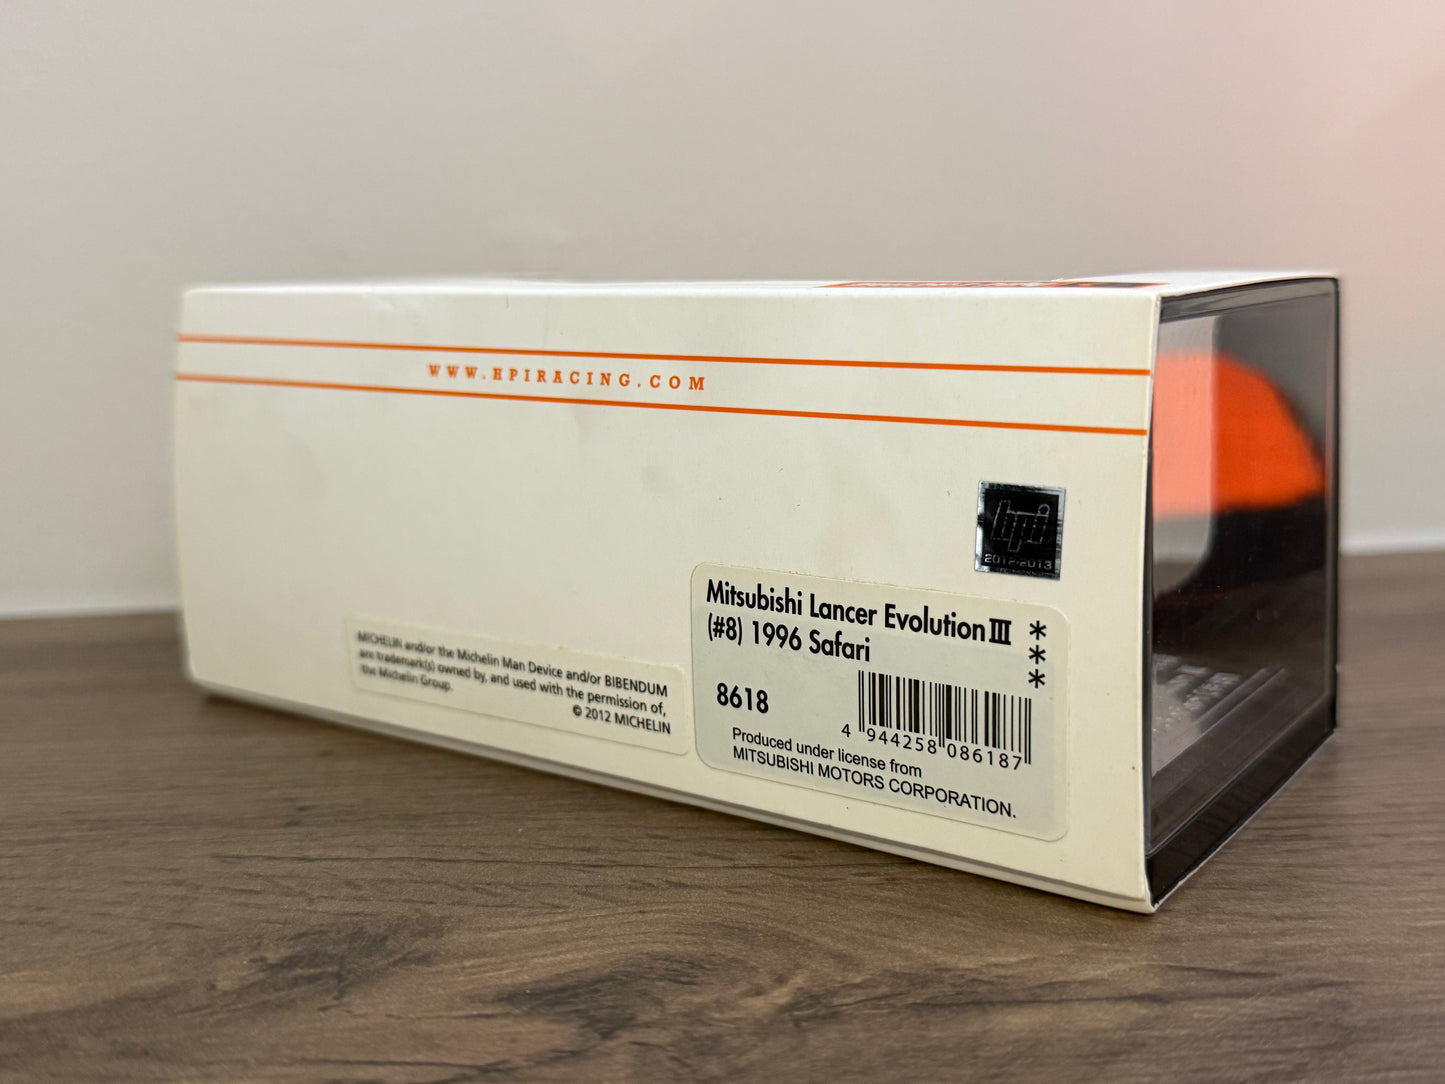 WWW.HPIRACING.COM
hpi
2012-2013
Mitsubishi Lancer Evolution III
(#8) 1996 Safari
***
8618
4 944258 086187
Produced under license from
MITSUBISHI MOTORS CORPORATION.
MICHELIN and/or the Michelin Man Device and/or BIBENDUM
are trademark(s) owned by, and used with the permission of,
the Michelin Group.
© 2012 MICHELIN